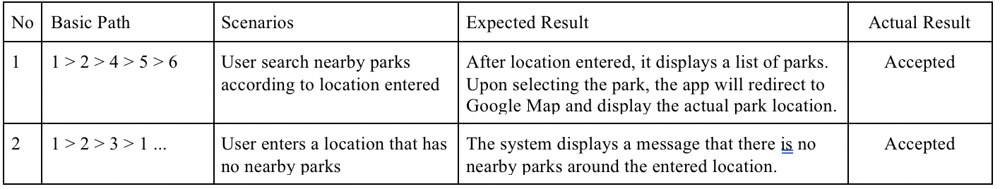 No Basic Path Scenarios Expected Result Actual Result
1 1 > 2 > 4 > 5 > 6 User search nearby parks After location entered, it displays a list of parks. Accepted
according to location entered Upon selecting the park, the app will redirect to
Google Map and display the actual park location.
2 1 > 2 > 3 > 1 ... User enters a location that has The system displays a message that there is no Accepted
no nearby parks nearby parks around the entered location.